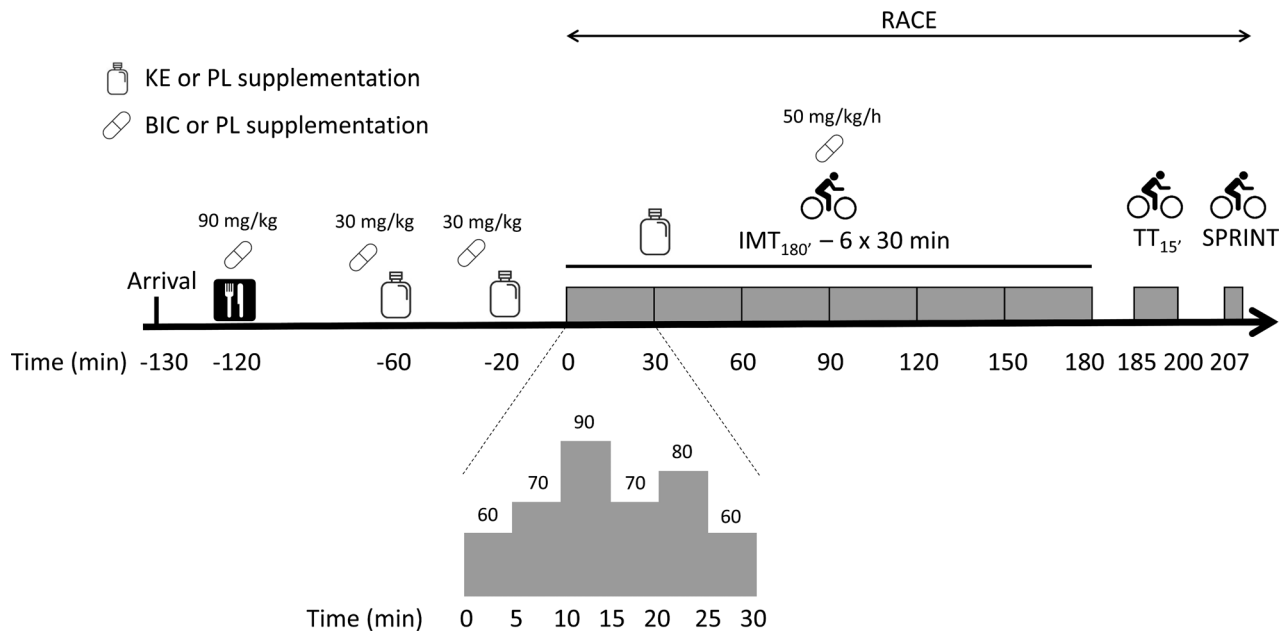 RACE
KE or PL supplementation
BIC or PL supplementation
50 mg/kg/h
90 mg/kg
30 mg/kg
30 mg/kg
IMT180′ – 6 x 30 min
TT15′
SPRINT
Arrival
Time (min) -130 -120 -60 -20 0 30 60 90 120 150 180 185 200 207
90
80
70
70
60
60
Time (min) 0 5 10 15 20 25 30